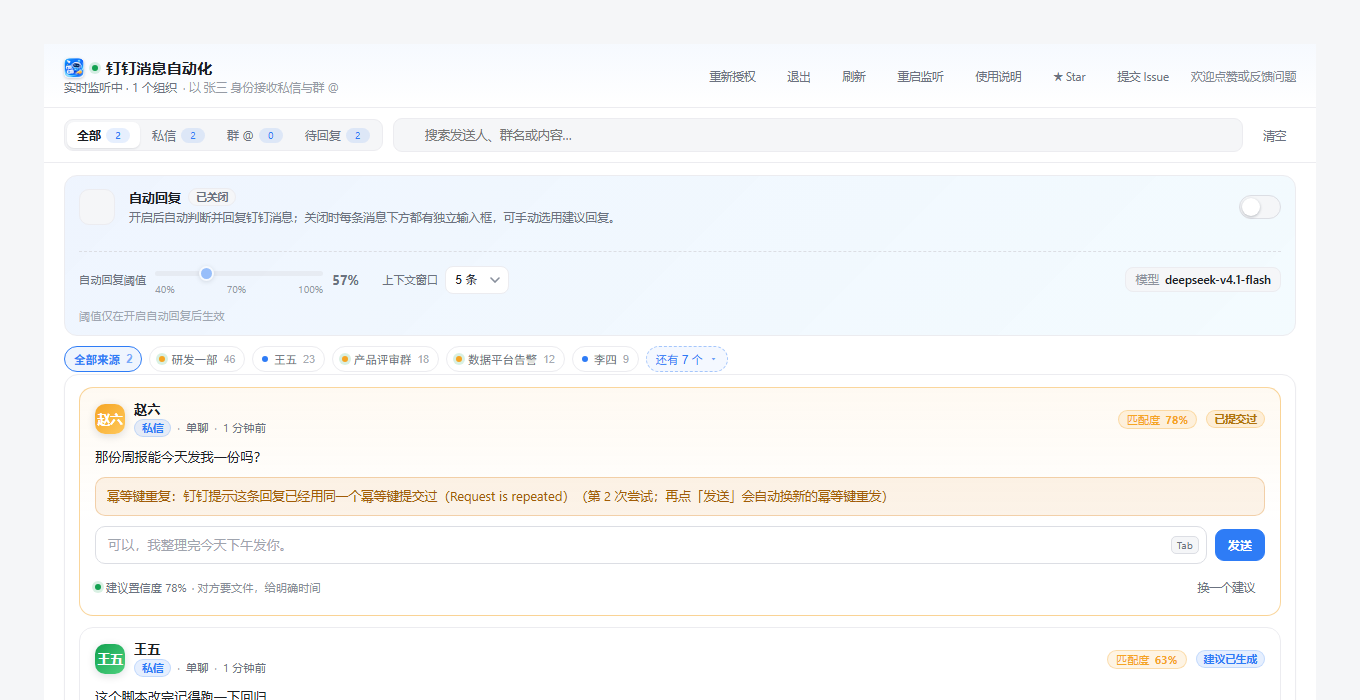 钉钉消息自动化
实时监听中 · 1 个组织 · 以 张三 身份接收私信与群 @
重新授权 退出 刷新 重启监听 使用说明 ★ Star 提交 Issue 欢迎点赞或反馈问题
全部 2 私信 2 群 @ 0 待回复 2 搜索发送人、群名或内容... 清空
自动回复 已关闭
开启后自动判断并回复钉钉消息；关闭时每条消息下方都有独立输入框，可手动选用建议回复。
自动回复阈值 57% 上下文窗口 5 条 模型 deepseek-v4.1-flash
40% 70% 100%
阈值仅在开启自动回复后生效
全部来源 2 研发一部 46 王五 23 产品评审群 18 数据平台告警 12 李四 9 还有 7 个
赵六 赵六
私信 · 单聊 · 1 分钟前 匹配度 78% 已提交过
那份周报能今天发我一份吗？
幂等键重复：钉钉提示这条回复已经用同一个幂等键提交过（Request is repeated）（第 2 次尝试；再点「发送」会自动换新的幂等键重发）
可以，我整理完今天下午发你。 Tab 发送
建议置信度 78% · 对方要文件，给明确时间 换一个建议
王五 王五
私信 · 单聊 · 1 分钟前 匹配度 63% 建议已生成
这个脚本改完记得跑一下回归